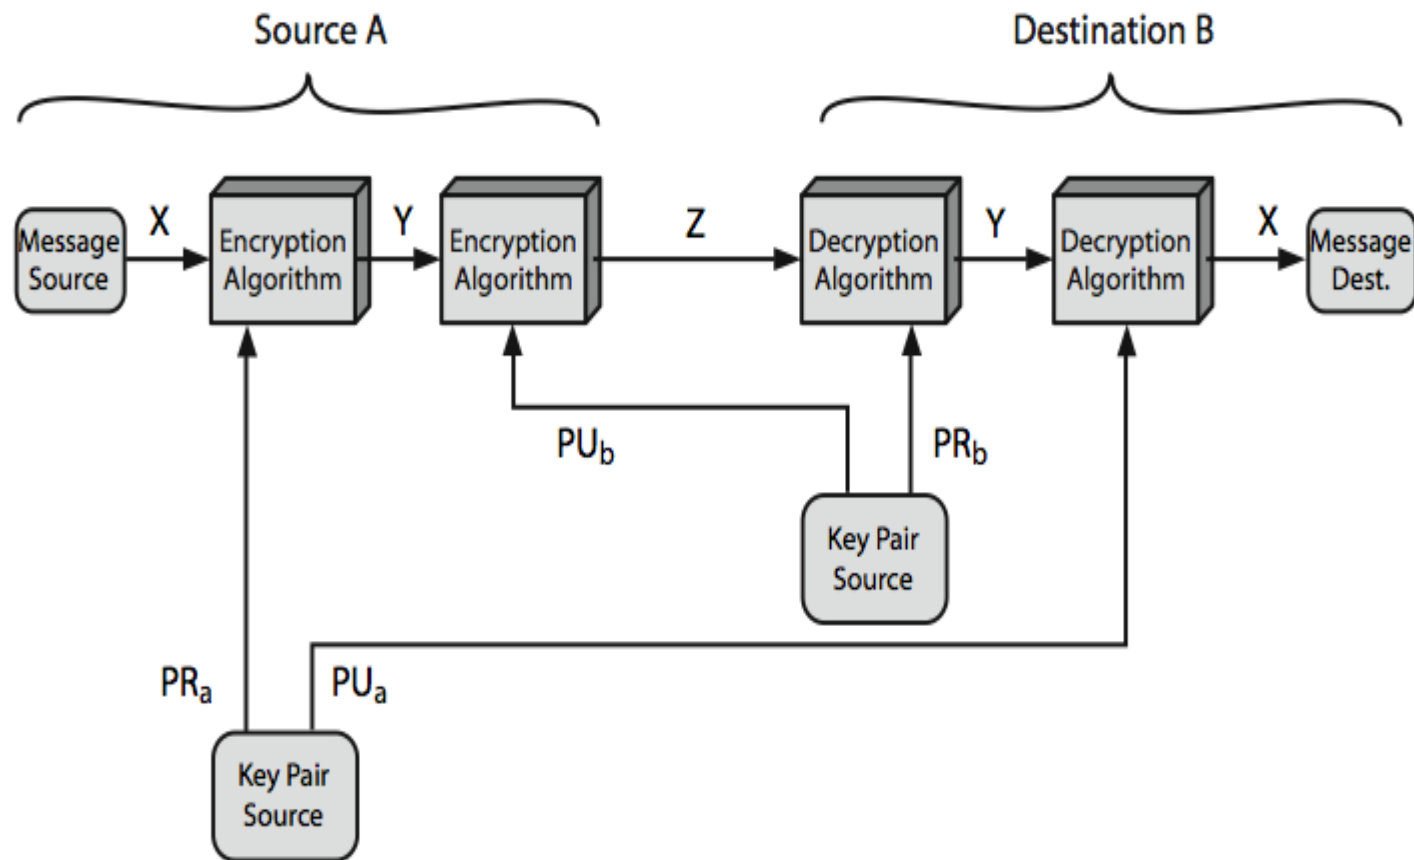 Source A
Destination B
Message
Source
X
Encryption
Algorithm
Y
Encryption
Algorithm
Z
Decryption
Algorithm
Y
Decryption
Algorithm
X
Message
Dest.
PUb
PRb
Key Pair
Source
PRa
PUa
Key Pair
Source